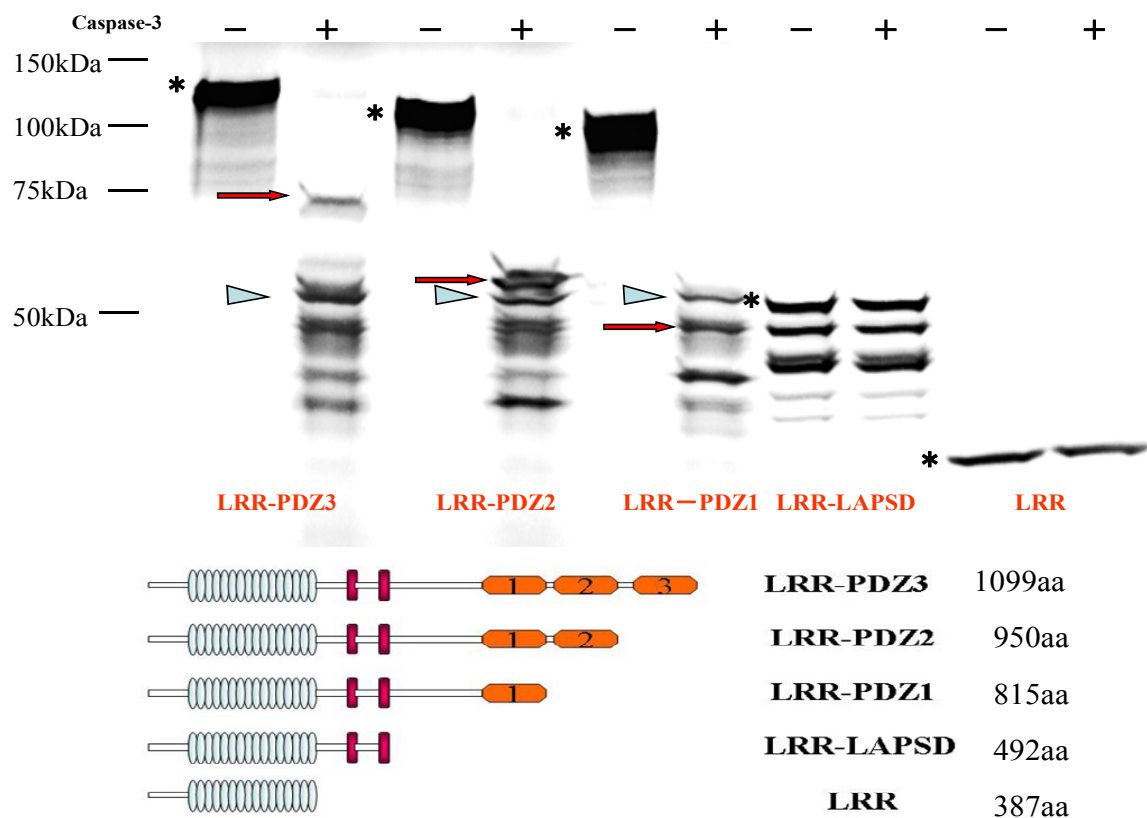 Caspase-3 − + − + − + − + − +
150kDa
100kDa
75kDa
50kDa
* * * * *
LRR-PDZ3 LRR-PDZ2 LRR−PDZ1 LRR-LAPSD LRR
1 2 3 LRR-PDZ3 1099aa
1 2 LRR-PDZ2 950aa
1 LRR-PDZ1 815aa
LRR-LAPSD 492aa
LRR 387aa